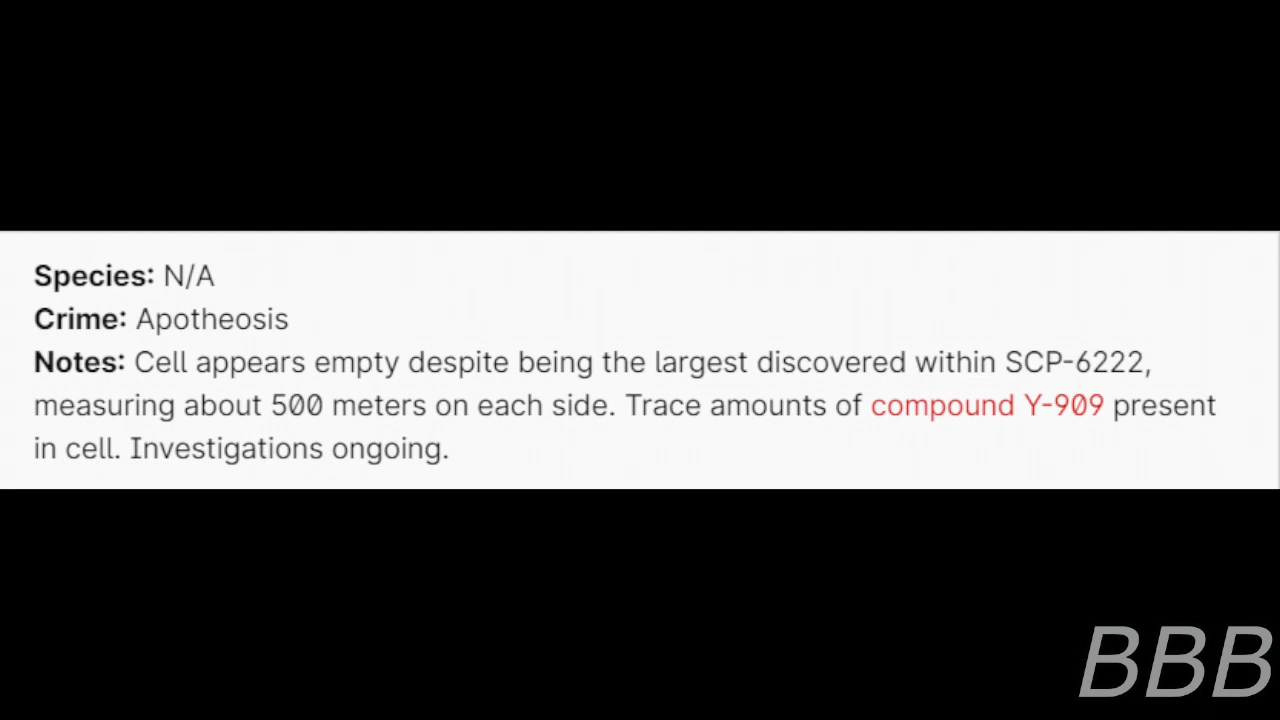 Species: N/A
Crime: Apotheosis
Notes: Cell appears empty despite being the largest discovered within SCP-6222,
measuring about 500 meters on each side. Trace amounts of compound Y-909 present
in cell. Investigations ongoing.
BBB